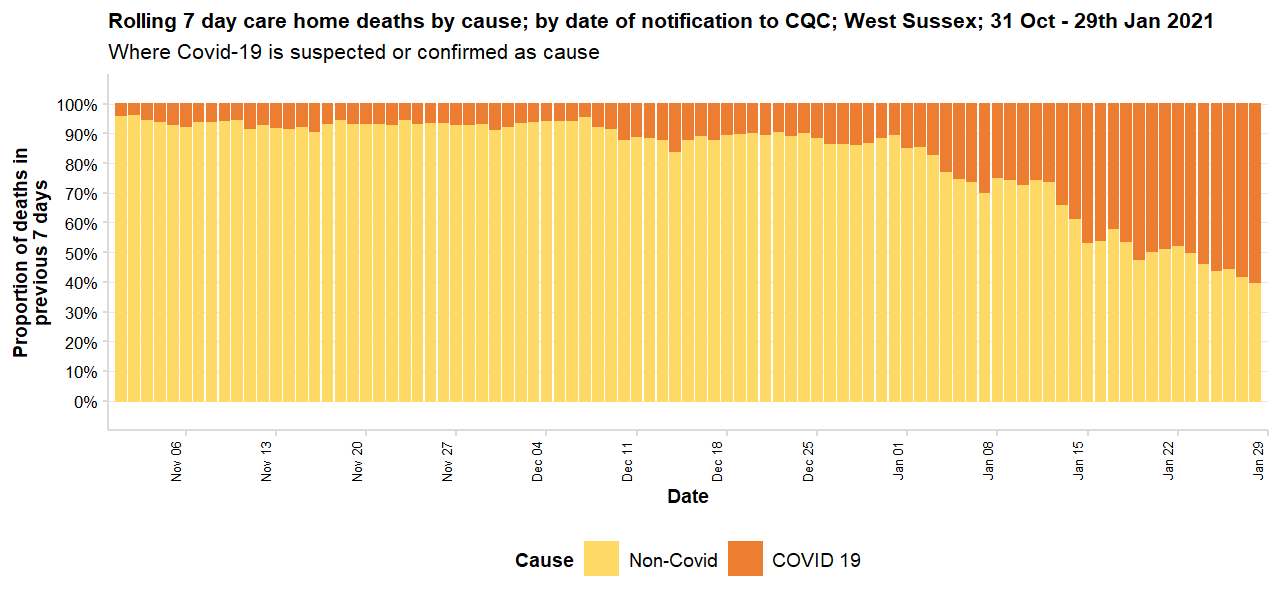 Rolling 7 day care home deaths by cause; by date of notification to CQC; West Sussex; 31 Oct - 29th Jan 2021
Where Covid-19 is suspected or confirmed as cause
Proportion of deaths in
previous 7 days
100%
90%
80%
70%
60%
50%
40%
30%
20%
10%
0%
Nov 06
Nov 13
Nov 20
Nov 27
Dec 04
Dec 11
Dec 18
Dec 25
Jan 01
Jan 08
Jan 15
Jan 22
Jan 29
Date
Cause Non-Covid COVID 19